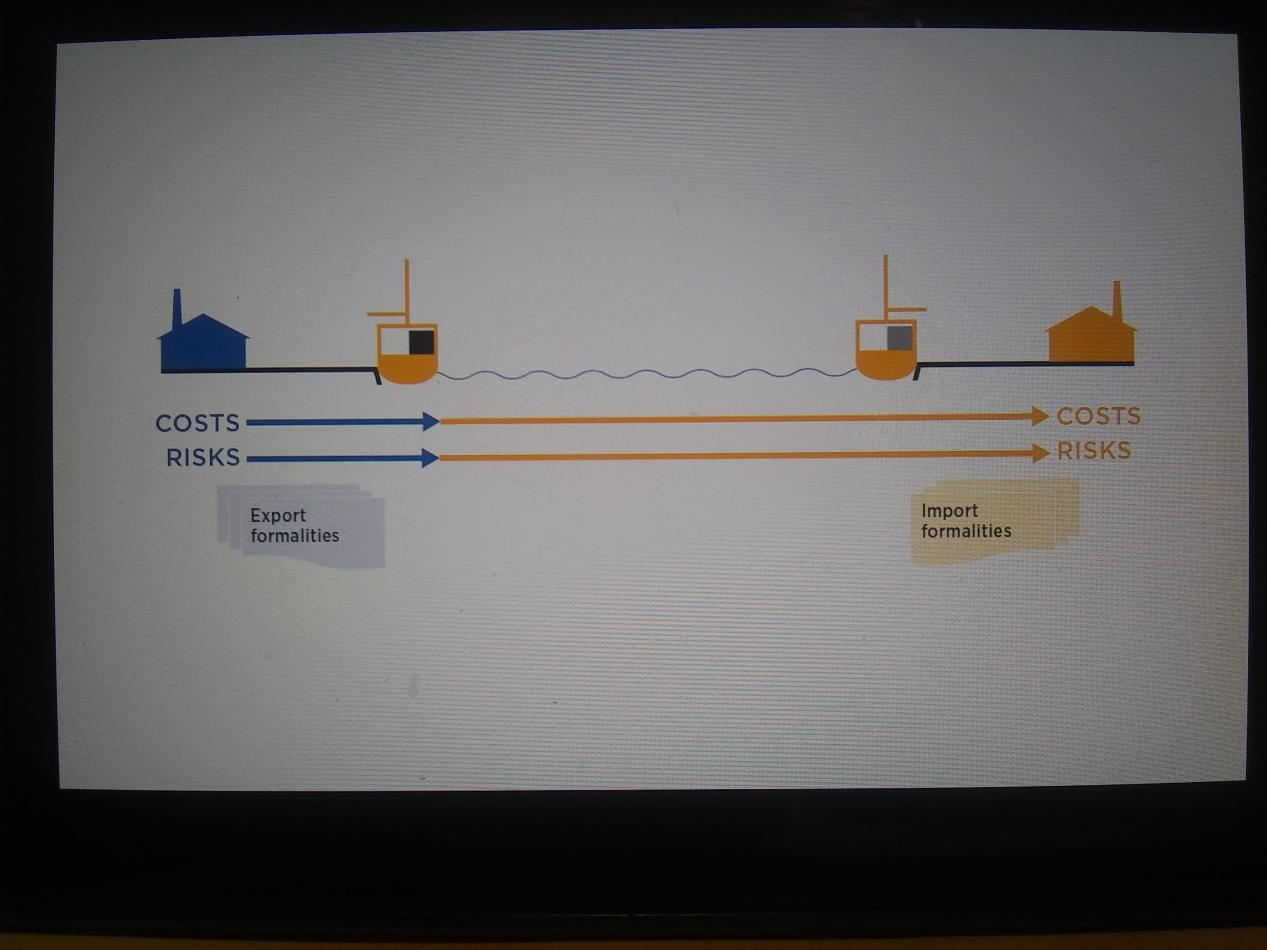 COSTS
COSTS
RISKS
RISKS
Export
formalities
Import
formalities